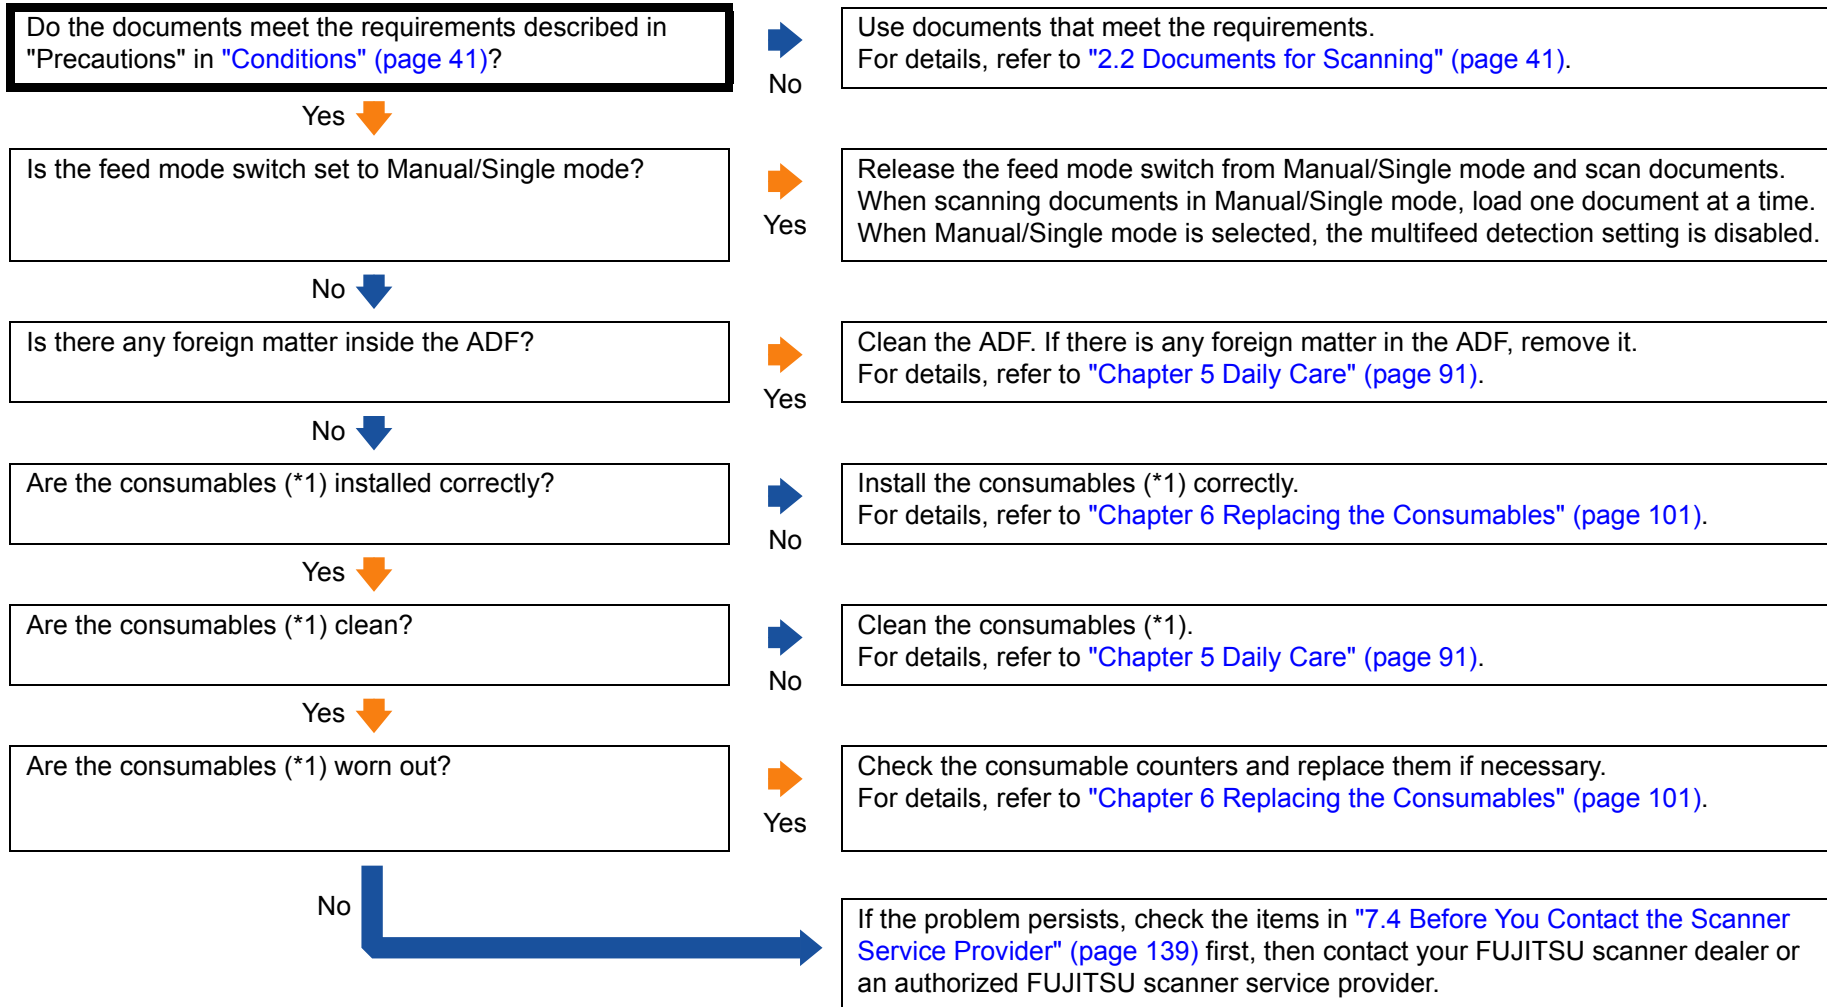 Do the documents meet the requirements described in
"Precautions" in "Conditions" (page 41)?
No
Use documents that meet the requirements.
For details, refer to "2.2 Documents for Scanning" (page 41).
Yes
Is the feed mode switch set to Manual/Single mode?
Yes
Release the feed mode switch from Manual/Single mode and scan documents.
When scanning documents in Manual/Single mode, load one document at a time.
When Manual/Single mode is selected, the multifeed detection setting is disabled.
No
Is there any foreign matter inside the ADF?
Yes
Clean the ADF. If there is any foreign matter in the ADF, remove it.
For details, refer to "Chapter 5 Daily Care" (page 91).
No
Are the consumables (*1) installed correctly?
No
Install the consumables (*1) correctly.
For details, refer to "Chapter 6 Replacing the Consumables" (page 101).
Yes
Are the consumables (*1) clean?
No
Clean the consumables (*1).
For details, refer to "Chapter 5 Daily Care" (page 91).
Yes
Are the consumables (*1) worn out?
Yes
Check the consumable counters and replace them if necessary.
For details, refer to "Chapter 6 Replacing the Consumables" (page 101).
No
If the problem persists, check the items in "7.4 Before You Contact the Scanner
Service Provider" (page 139) first, then contact your FUJITSU scanner dealer or
an authorized FUJITSU scanner service provider.